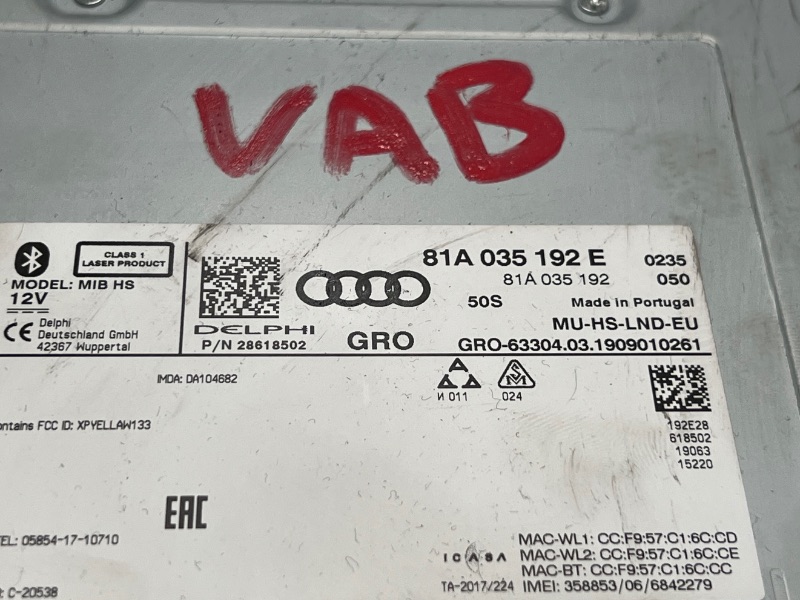 VAB
CLASS 1
LASER PRODUCT
MODEL: MIB HS
12V
Delphi
Deutschland GmbH
42367 Wuppertal
DELPHI
P/N 28618502
GRO
81A 035 192 E 0235
81A 035 192 050
50S Made in Portugal
MU-HS-LND-EU
GRO-63304.03.1909010261
IMDA: DA104682
A
И 011
024
192E28
618502
19063
15220
FCC ID: XPYELLAW133
EAC
05854-17-10710
C-20538
ICASA
TA-2017/224
MAC-WL1: CC:F9:57:C1:6C:CD
MAC-WL2: CC:F9:57:C1:6C:CE
MAC-BT: CC:F9:57:C1:6C:CC
IMEI: 358853/06/6842279